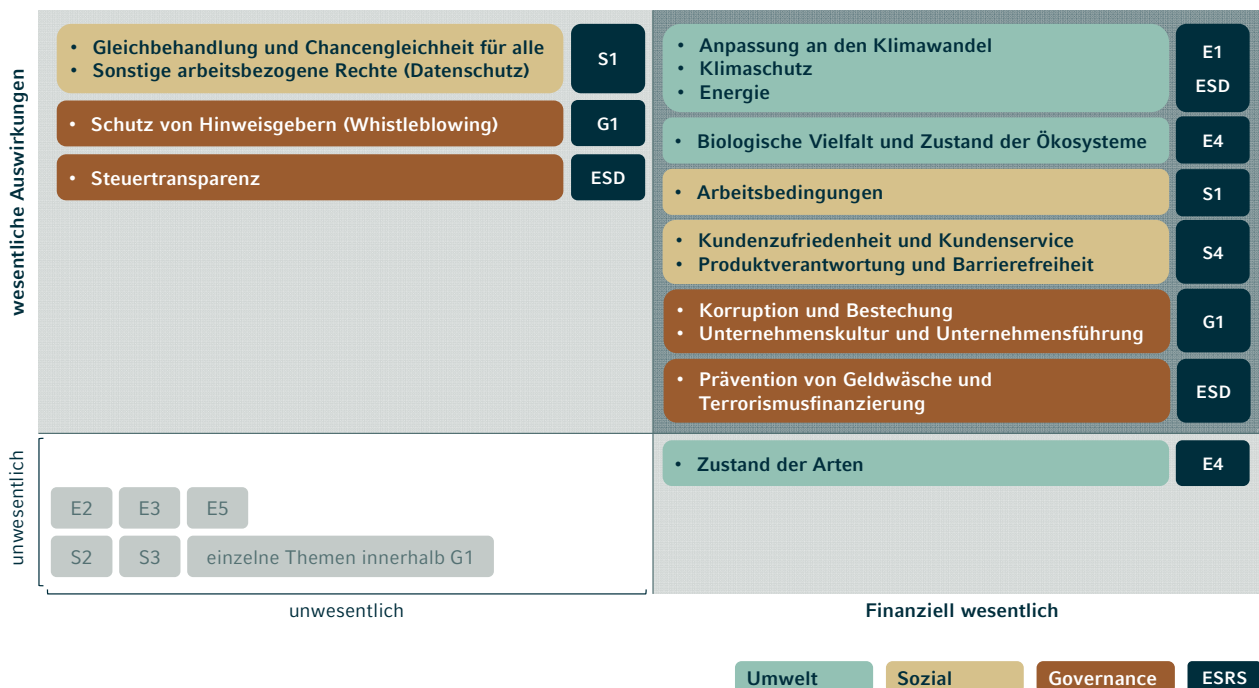 wesentliche Auswirkungen
• Gleichbehandlung und Chancengleichheit für alle
• Sonstige arbeitsbezogene Rechte (Datenschutz)
S1
• Schutz von Hinweisgebern (Whistleblowing)
G1
• Steuertransparenz
ESD
• Anpassung an den Klimawandel
• Klimaschutz
• Energie
E1
ESD
• Biologische Vielfalt und Zustand der Ökosysteme
E4
• Arbeitsbedingungen
S1
• Kundenzufriedenheit und Kundenservice
• Produktverantwortung und Barrierefreiheit
S4
• Korruption und Bestechung
• Unternehmenskultur und Unternehmensführung
G1
• Prävention von Geldwäsche und
Terrorismusfinanzierung
ESD
unwesentlich
E2 E3 E5
S2 S3 einzelne Themen innerhalb G1
• Zustand der Arten
E4
unwesentlich
Finanziell wesentlich
Umwelt Sozial Governance ESRS